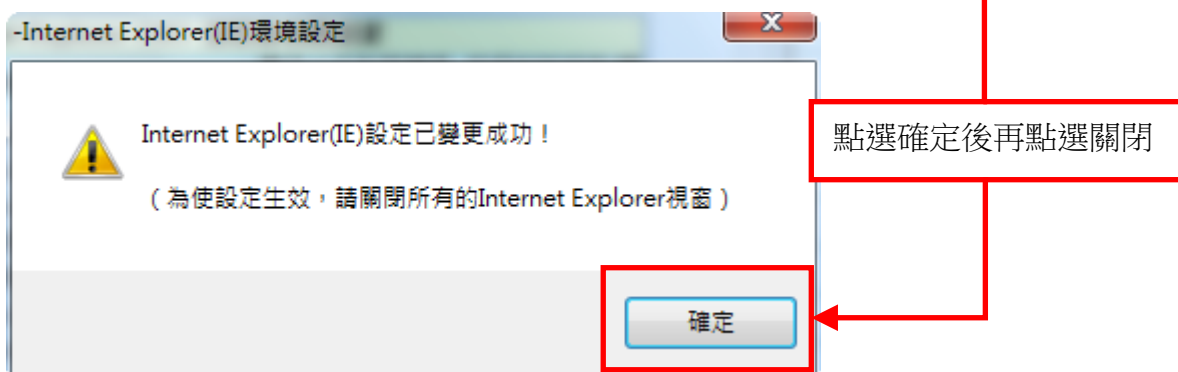 -Internet Explorer(IE)環境設定
Internet Explorer(IE)設定已變更成功！
（為使設定生效，請關閉所有的Internet Explorer視窗）
點選確定後再點選關閉
確定